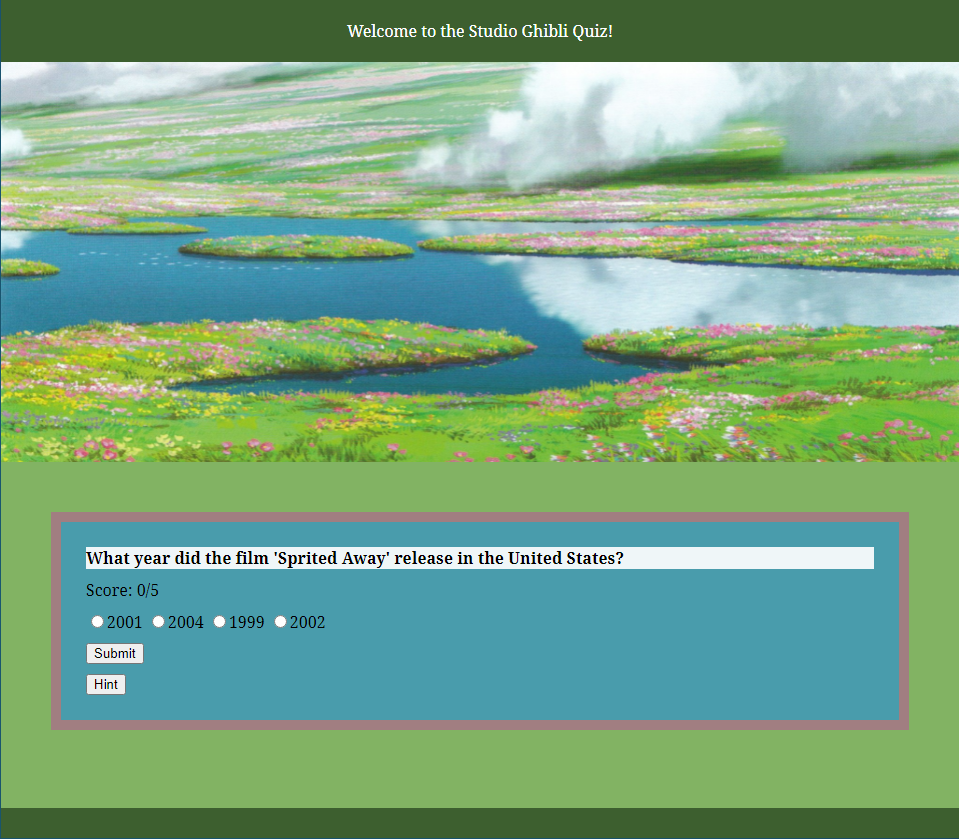 Welcome to the Studio Ghibli Quiz!
What year did the film 'Sprited Away' release in the United States?
Score: 0/5
2001 2004 1999 2002
Submit
Hint